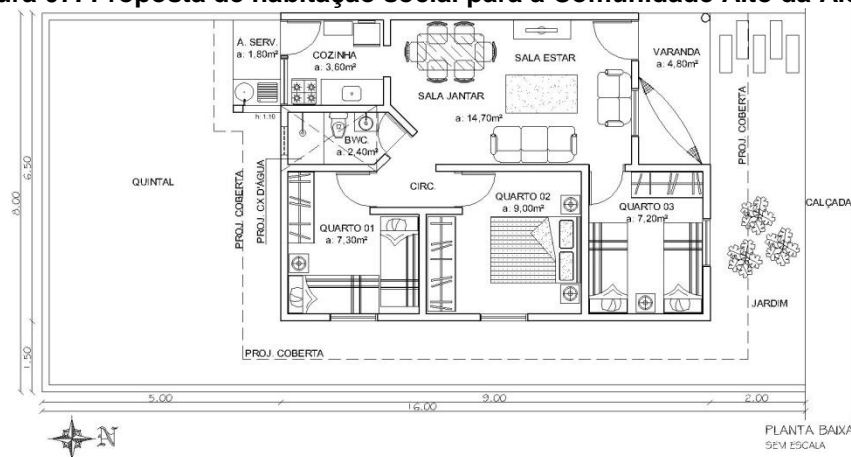 Proposta de habitação social para a Comunidade Alto da
A. SERV.
a: 1,80m²
COZINHA
a: 3,60m²
SALA ESTAR
VARANDA
a: 4,80m²
SALA JANTAR
a: 14,70m²
h: 1.10
BWC.
a: 2,40m²
PROJ. COBERTA
QUINTAL
PROJ. COBERTA
PROJ. CX D'ÁGUA
CIRC.
QUARTO 01
a: 7,30m²
QUARTO 02
a: 9,00m²
QUARTO 03
a: 7,20m²
CALÇADA
JARDIM
PROJ. COBERTA
8.00
6.50
1.50
5.00
9.00
2.00
16.00
N
PLANTA BAIXA
SEM ESCALA